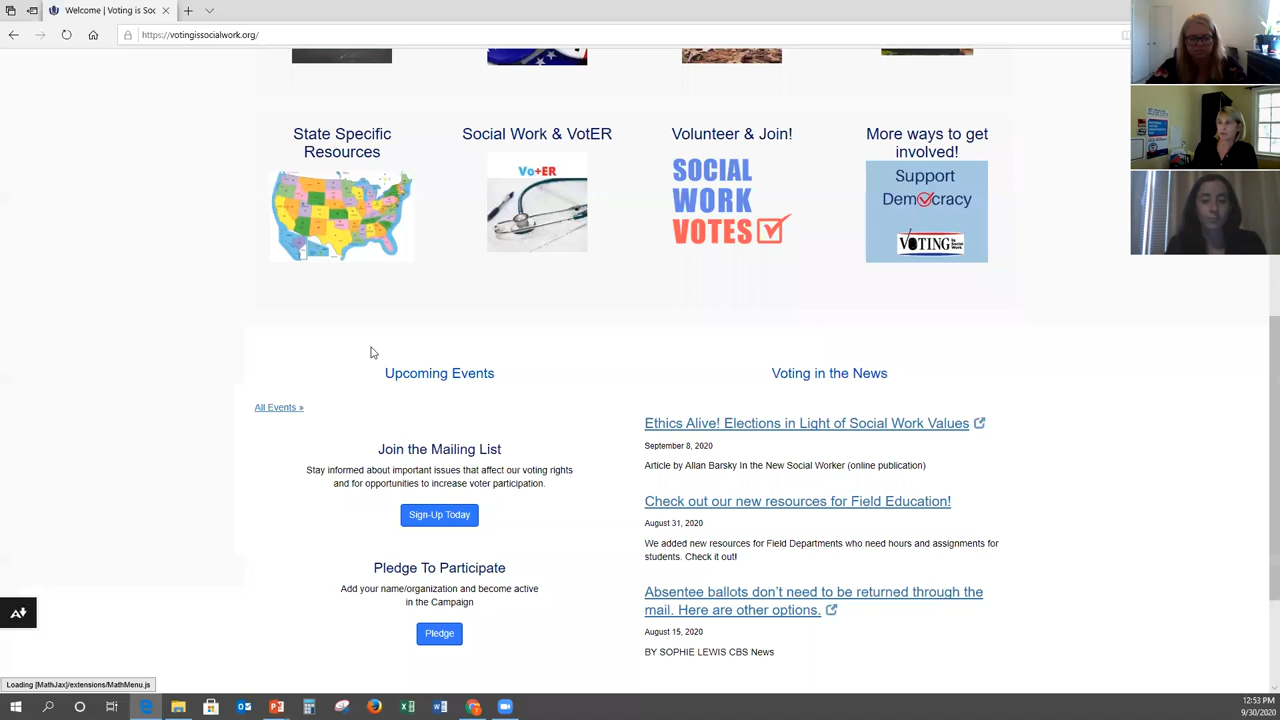 Welcome | Voting is Soc
https://votingissocialwork.org/
State Specific
Resources
Social Work & VotER
Volunteer & Join!
More ways to get
involved!
Vo+ER
SOCIAL
WORK
VOTES
Support
Democracy
VOTING is
Social
Work
Upcoming Events
Voting in the News
All Events »
Join the Mailing List
Stay informed about important issues that affect our voting rights
and for opportunities to increase voter participation.
Sign-Up Today
Pledge To Participate
Add your name/organization and become active
in the Campaign
Pledge
Ethics Alive! Elections in Light of Social Work Values
September 8, 2020
Article by Allan Barsky In the New Social Worker (online publication)
Check out our new resources for Field Education!
August 31, 2020
We added new resources for Field Departments who need hours and assignments for
students. Check it out!
Absentee ballots don’t need to be returned through the
mail. Here are other options.
August 15, 2020
BY SOPHIE LEWIS CBS News
Loading [MathJax]/extensions/MathMenu.js
12:53 PM
9/30/2020